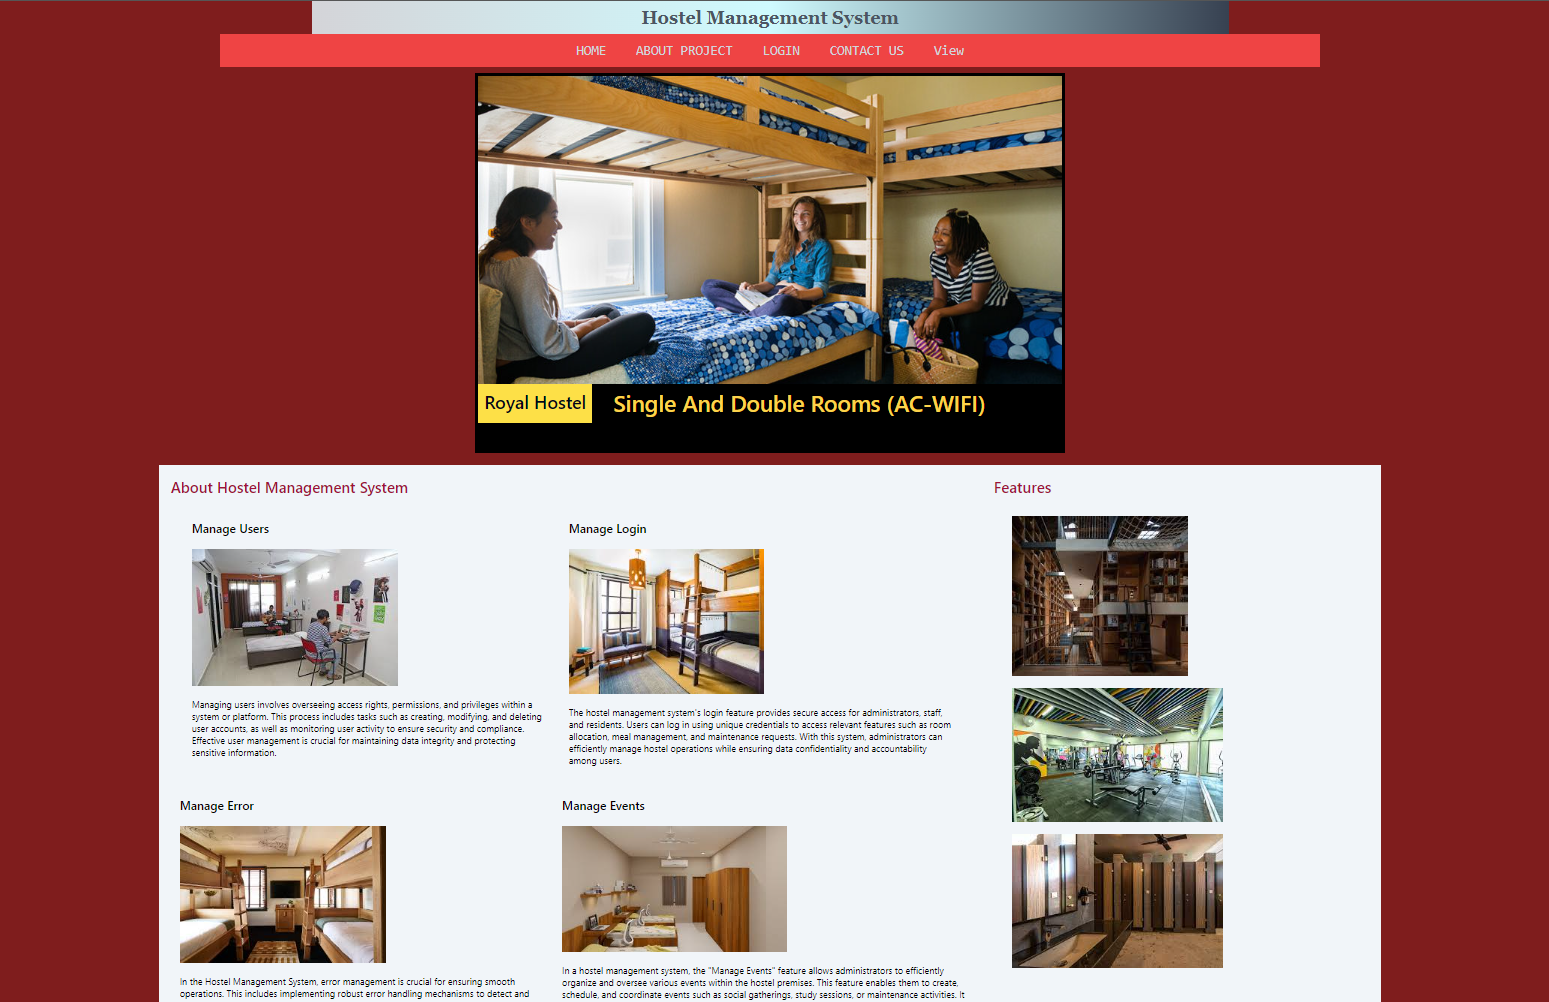 Hostel Management System
HOME ABOUT PROJECT LOGIN CONTACT US View
Royal Hostel Single And Double Rooms (AC-WIFI)
About Hostel Management System
Manage Users
Managing users involves overseeing access rights, permissions, and privileges within a
system or platform. This process includes tasks such as creating, modifying, and deleting
user accounts, as well as monitoring user activity to ensure security and compliance.
Effective user management is crucial for maintaining data integrity and protecting
sensitive information.
Manage Login
The hostel management system's login feature provides secure access for administrators, staff,
and residents. Users can log in using unique credentials to access relevant features such as room
allocation, meal management, and maintenance requests. With this system, administrators can
efficiently manage hostel operations while ensuring data confidentiality and accountability
among users.
Manage Error
In the Hostel Management System, error management is crucial for ensuring smooth
operations. This includes implementing robust error handling mechanisms to detect and
Manage Events
In a hostel management system, the "Manage Events" feature allows administrators to efficiently
organize and oversee various events within the hostel premises. This feature enables them to create,
schedule, and coordinate events such as social gatherings, study sessions, or maintenance activities. It
Features